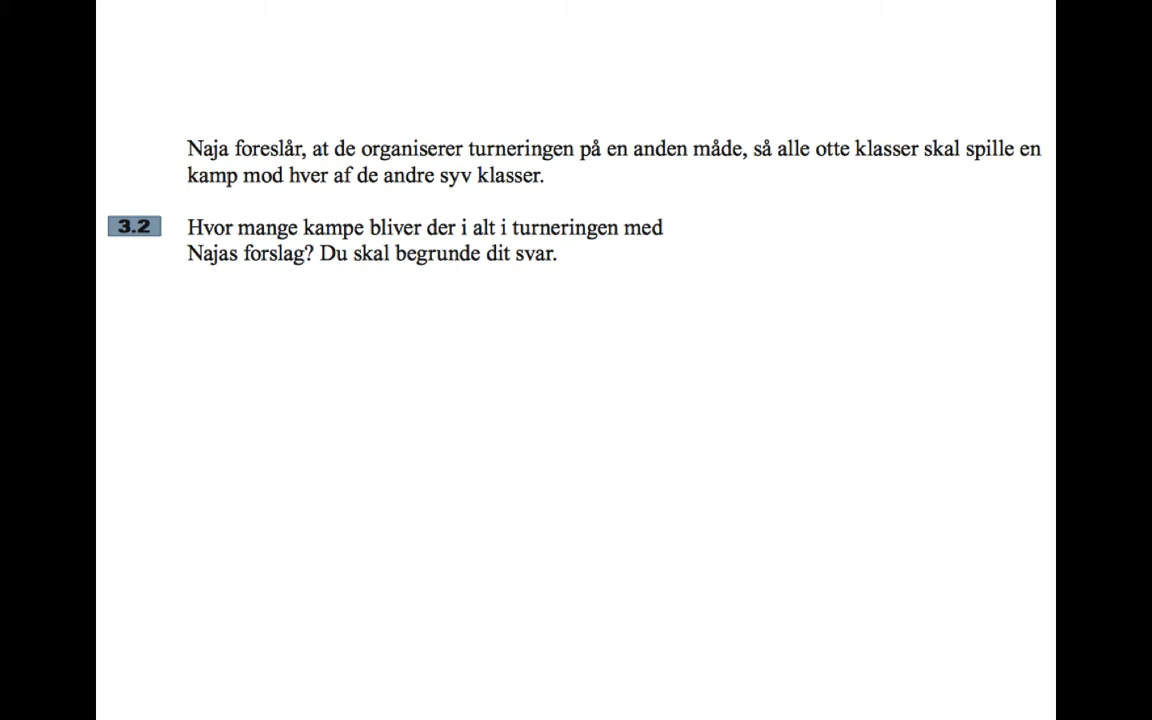 Naja foreslår, at de organiserer turneringen på en anden måde, så alle otte klasser skal spille en
kamp mod hver af de andre syv klasser.
3.2 Hvor mange kampe bliver der i alt i turneringen med
Najas forslag? Du skal begrunde dit svar.